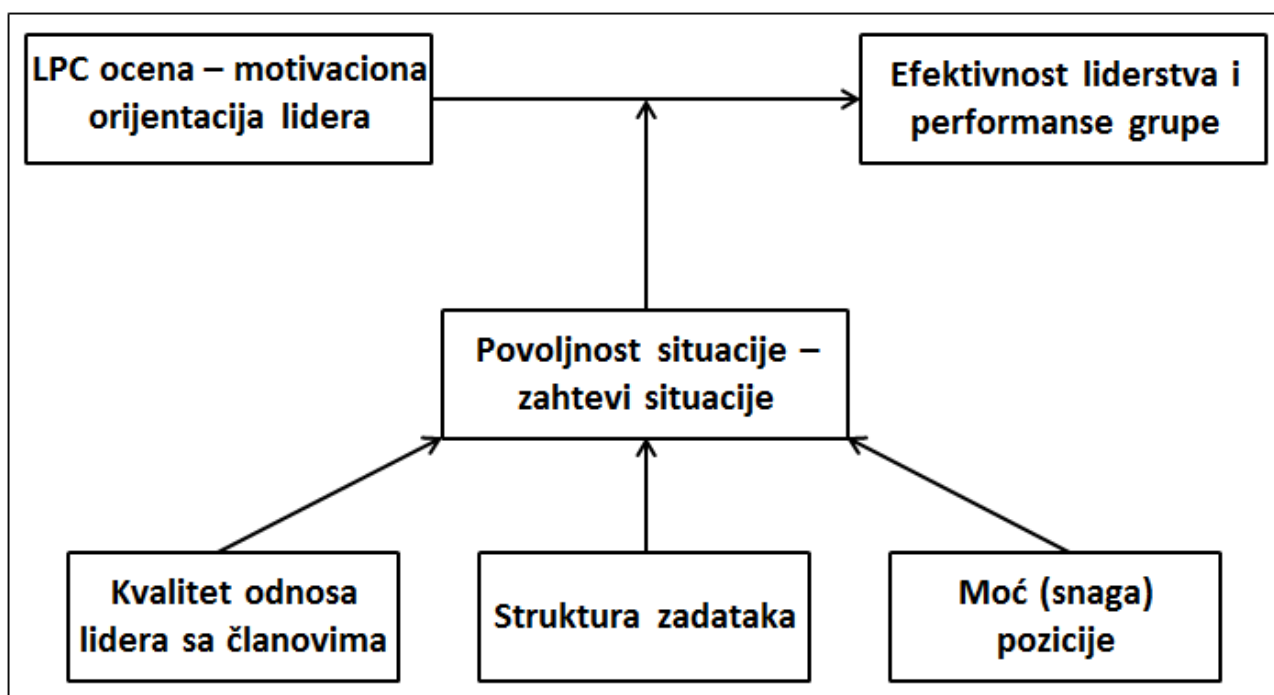 LPC ocena – motivaciona
orijentacija lidera
Efektivnost liderstva i
performanse grupe
Povoljnost situacije –
zahtevi situacije
Kvalitet odnosa
lidera sa članovima
Struktura zadataka
Moć (snaga)
pozicije